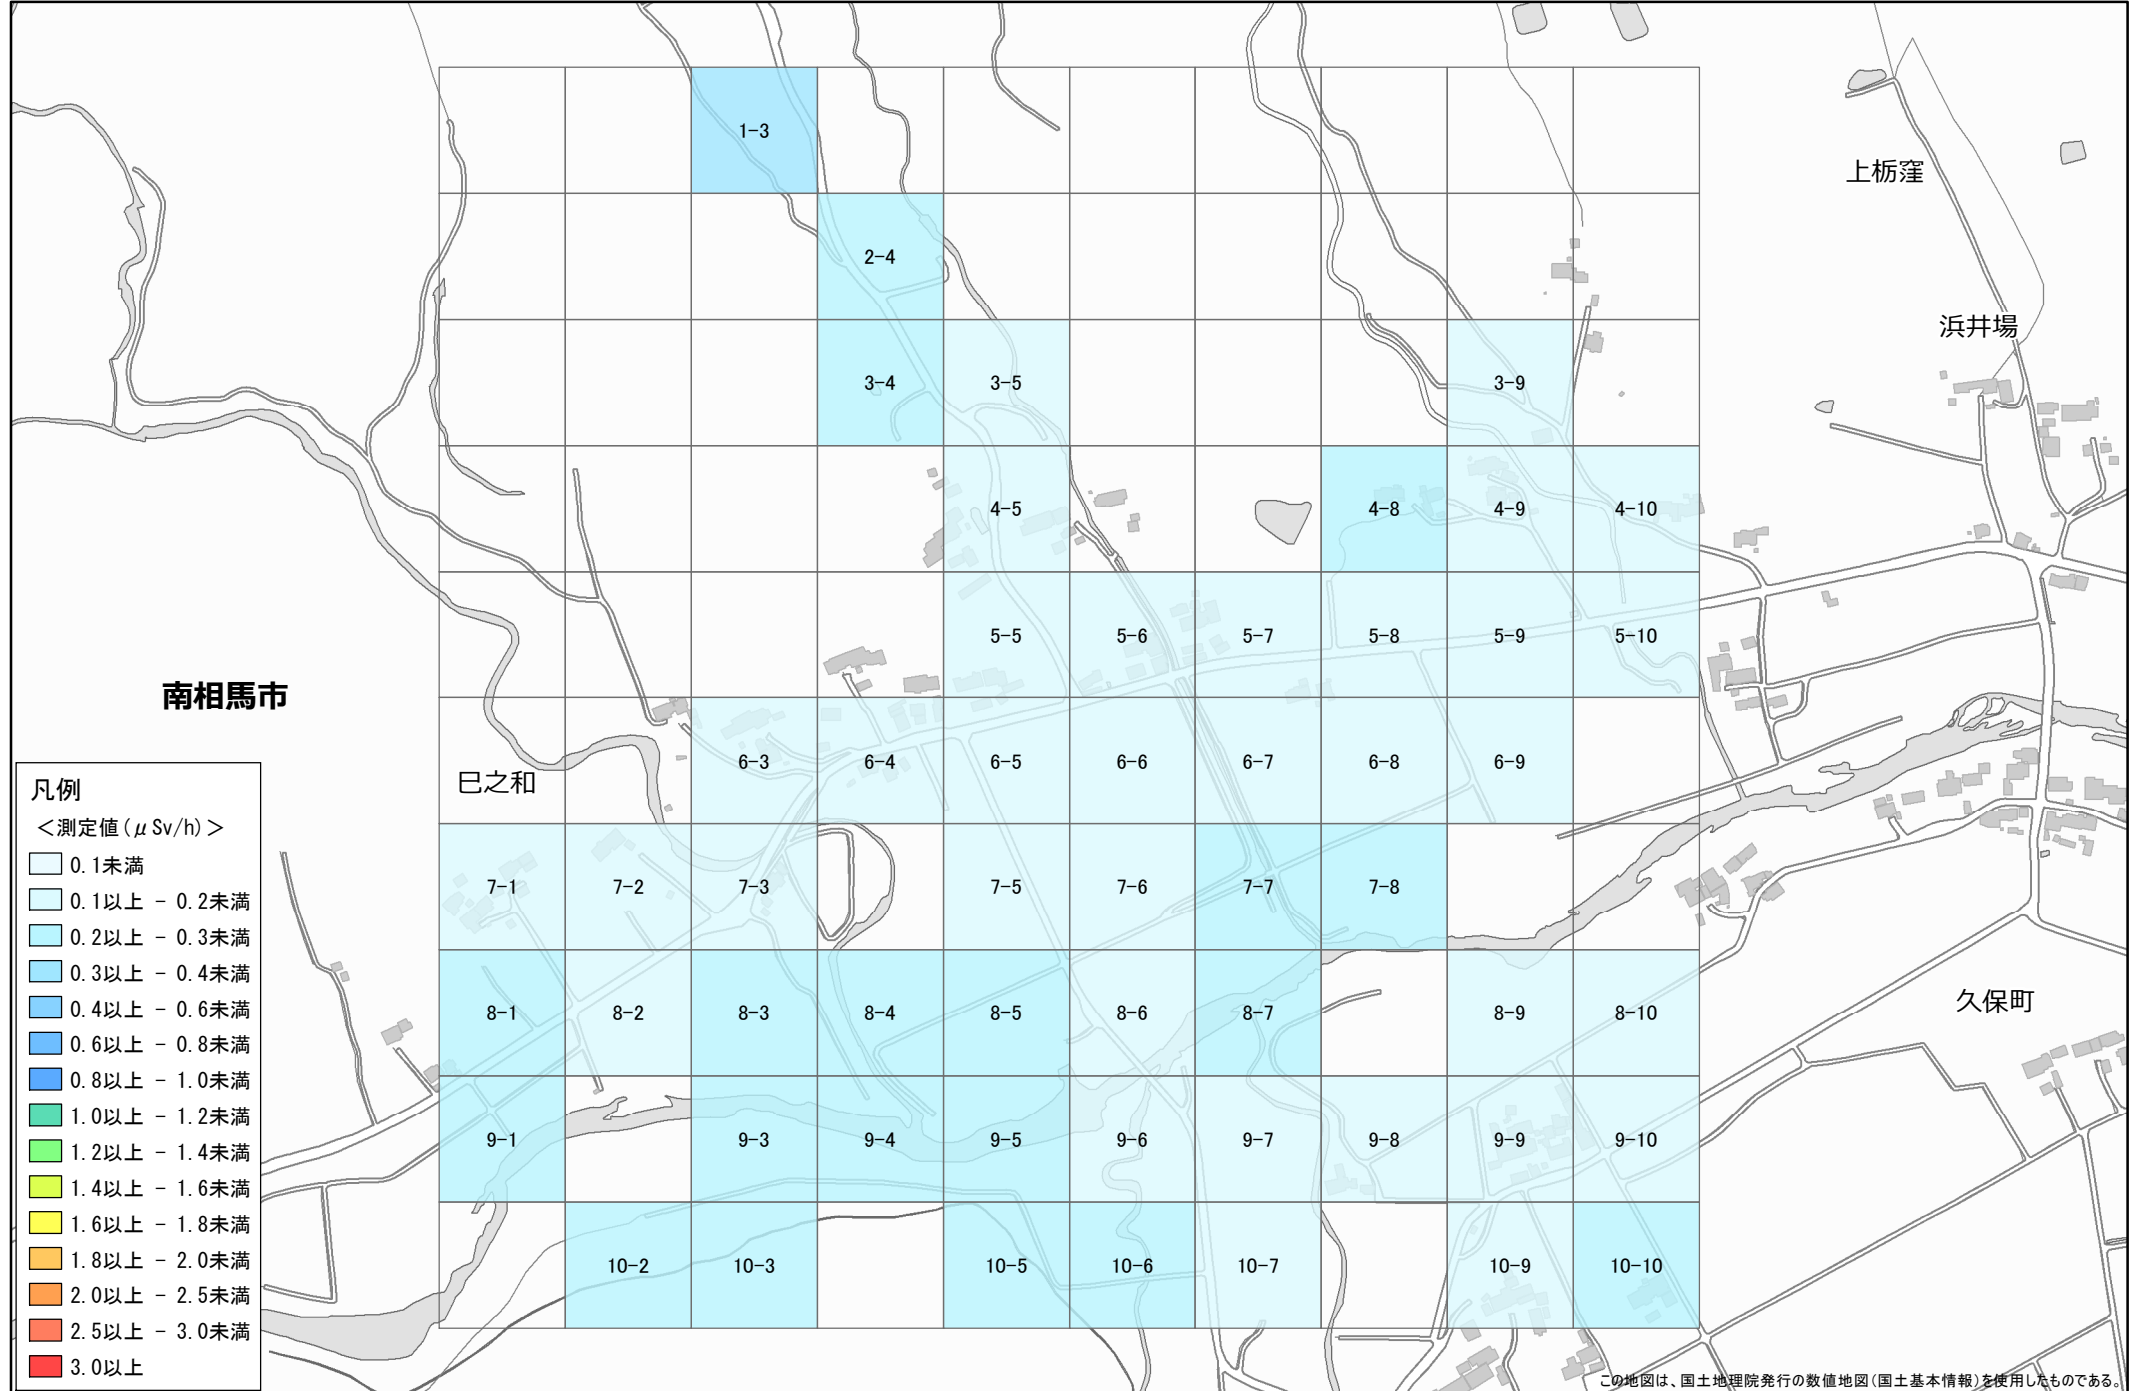 1-3
上栃窪
2-4
浜井場
3-4 3-5 3-9
4-5 4-8 4-9 4-10
5-5 5-6 5-7 5-8 5-9 5-10
南相馬市
6-3 6-4 6-5 6-6 6-7 6-8 6-9
巳之和
7-1 7-2 7-3 7-5 7-6 7-7 7-8
8-1 8-2 8-3 8-4 8-5 8-6 8-7 8-9 8-10
久保町
9-1 9-3 9-4 9-5 9-6 9-7 9-8 9-9 9-10
10-2 10-3 10-5 10-6 10-7 10-9 10-10
凡例
＜測定値(μSv/h)＞
0.1未満
0.1以上 - 0.2未満
0.2以上 - 0.3未満
0.3以上 - 0.4未満
0.4以上 - 0.6未満
0.6以上 - 0.8未満
0.8以上 - 1.0未満
1.0以上 - 1.2未満
1.2以上 - 1.4未満
1.4以上 - 1.6未満
1.6以上 - 1.8未満
1.8以上 - 2.0未満
2.0以上 - 2.5未満
2.5以上 - 3.0未満
3.0以上
この地図は、国土地理院発行の数値地図(国土基本情報)を使用したものである。